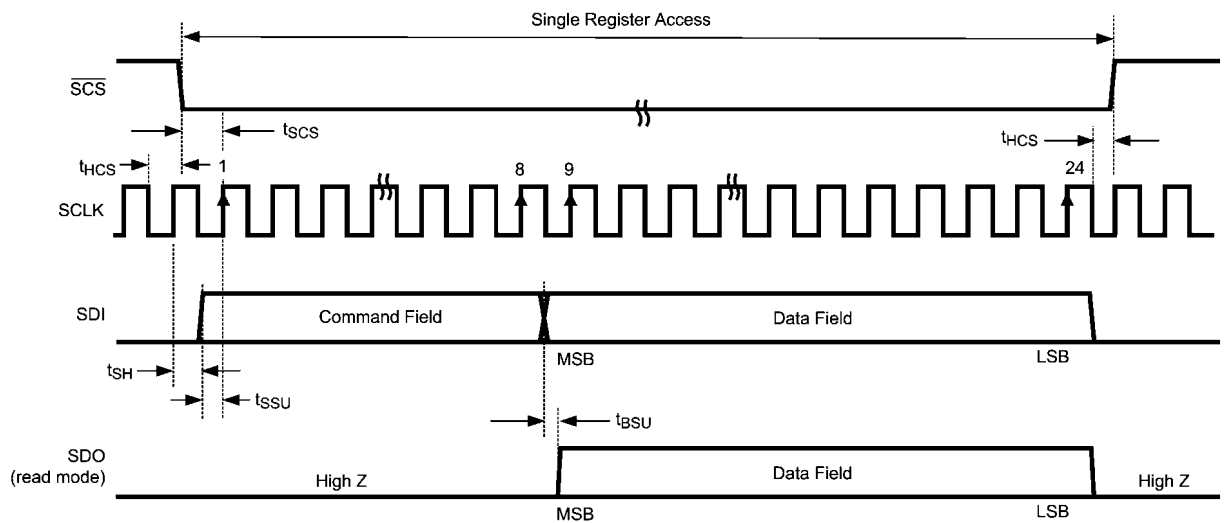 Single Register Access
SCS
tSCS
tHCS
tHCS
1
8
9
24
SCLK
SDI
Command Field
Data Field
MSB
LSB
tSH
tSSU
tBSU
SDO
(read mode)
High Z
Data Field
High Z
MSB
LSB